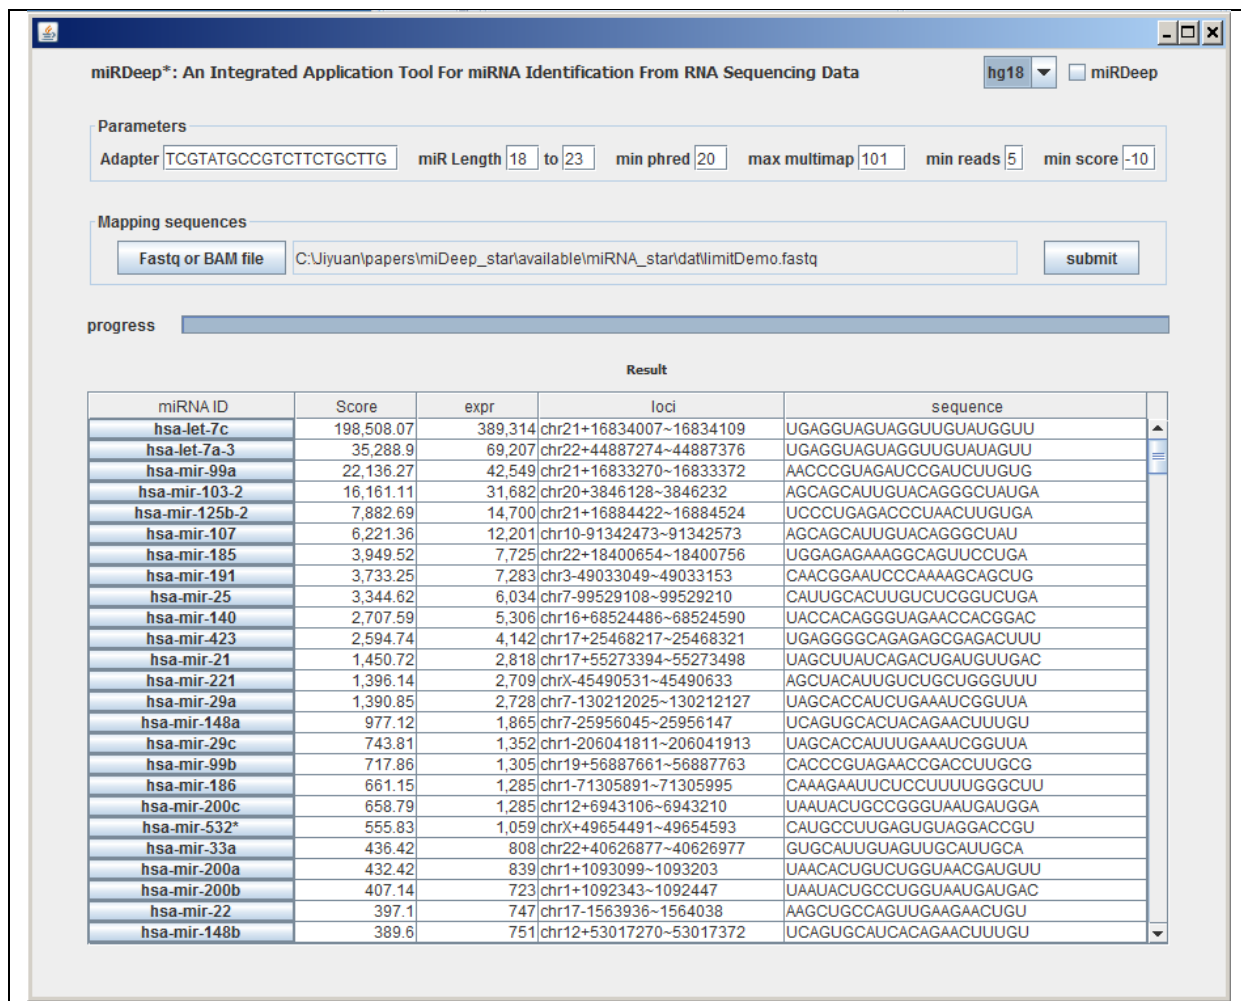 miRDeep*: An Integrated Application Tool For miRNA Identification From RNA Sequencing Data hg18 miRDeep
Parameters
Adapter TCGTATGCCGTCTTCTGCTTG miR Length 18 to 23 min phred 20 max multimap 101 min reads 5 min score -10
Mapping sequences
Fastq or BAM file C:\Jiyuan\papers\miDeep_star\available\miRNA_star\dat\limitDemo.fastq submit
progress
Result
miRNA ID Score expr loci sequence
hsa-let-7c 198,508.07 389,314 chr21+16834007~16834109 UGAGGUAGUAGGUUGUAUGGUU
hsa-let-7a-3 35,288.9 69,207 chr22+44887274~44887376 UGAGGUAGUAGGUUGUAUAGUU
hsa-mir-99a 22,136.27 42,549 chr21+16833270~16833372 AACCCGUAGAUCCGAUCUUGUG
hsa-mir-103-2 16,161.11 31,682 chr20+3846128~3846232 AGCAGCAUUGUACAGGGCUAUGA
hsa-mir-125b-2 7,882.69 14,700 chr21+16884422~16884524 UCCCUGAGACCCUAACUUGUGA
hsa-mir-107 6,221.36 12,201 chr10-91342473~91342573 AGCAGCAUUGUACAGGGCUAU
hsa-mir-185 3,949.52 7,725 chr22+18400654~18400756 UGGAGAGAAAGGCAGUUCCUGA
hsa-mir-191 3,733.25 7,283 chr3-49033049~49033153 CAACGGAAUCCCAAAAGCAGCUG
hsa-mir-25 3,344.62 6,034 chr7-99529108~99529210 CAUUGCACUUGUCUCGGUCUGA
hsa-mir-140 2,707.59 5,306 chr16+68524486~68524590 UACCACAGGGUAGAACCACGGAC
hsa-mir-423 2,594.74 4,142 chr17+25468217~25468321 UGAGGGGCAGAGAGCGAGACUUU
hsa-mir-21 1,450.72 2,818 chr17+55273394~55273498 UAGCUUAUCAGACUGAUGUUGAC
hsa-mir-221 1,396.14 2,709 chrX-45490531~45490633 AGCUACAUUGUCUGCUGGGUUU
hsa-mir-29a 1,390.85 2,728 chr7-130212025~130212127 UAGCACCAUCUGAAAUCGGUUA
hsa-mir-148a 977.12 1,865 chr7-25956045~25956147 UCAGUGCACUACAGAACUUUGU
hsa-mir-29c 743.81 1,352 chr1-206041811~206041913 UAGCACCAUUUGAAAUCGGUUA
hsa-mir-99b 717.86 1,305 chr19+56887661~56887763 CACCCGUAGAACCGACCUUGCG
hsa-mir-186 661.15 1,285 chr1-71305891~71305995 CAAAGAAUUCUCCUUUUGGGCUU
hsa-mir-200c 658.79 1,285 chr12+6943106~6943210 UAAUACUGCCGGGUAAUGAUGGA
hsa-mir-532* 555.83 1,059 chrX+49654491~49654593 CAUGCCUUGAGUGUAGGACCGU
hsa-mir-33a 436.42 808 chr22+40626877~40626977 GUGCAUUGUAGUUGCAUUGCA
hsa-mir-200a 432.42 839 chr1+1093099~1093203 UAACACUGUCUGGUAACGAUGUU
hsa-mir-200b 407.14 723 chr1+1092343~1092447 UAAUACUGCCUGGUAAUGAUGAC
hsa-mir-22 397.1 747 chr17-1563936~1564038 AAGCUGCCAGUUGAAGAACUGU
hsa-mir-148b 389.6 751 chr12+53017270~53017372 UCAGUGCAUCACAGAACUUUGU